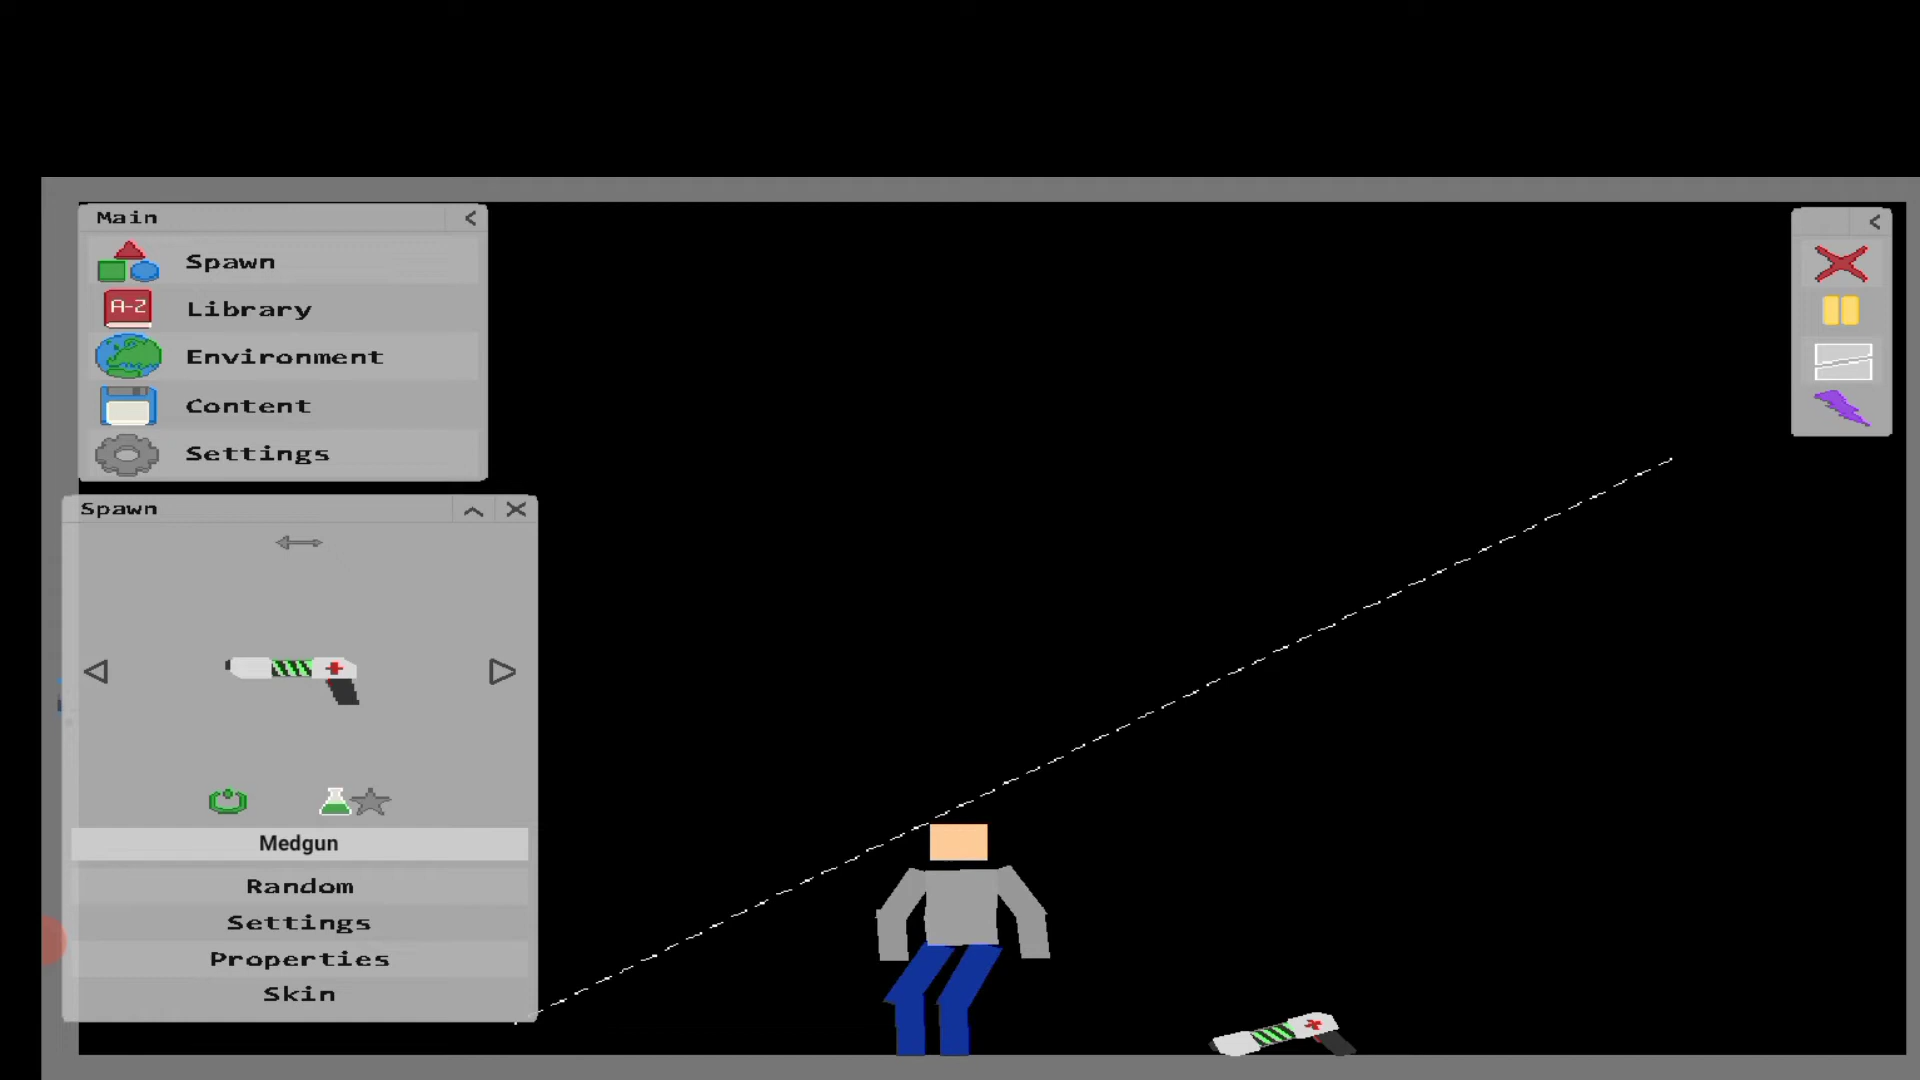 Main
Spawn
A-Z
Library
Environment
Content
Settings
Spawn
Medgun
Random
Settings
Properties
Skin